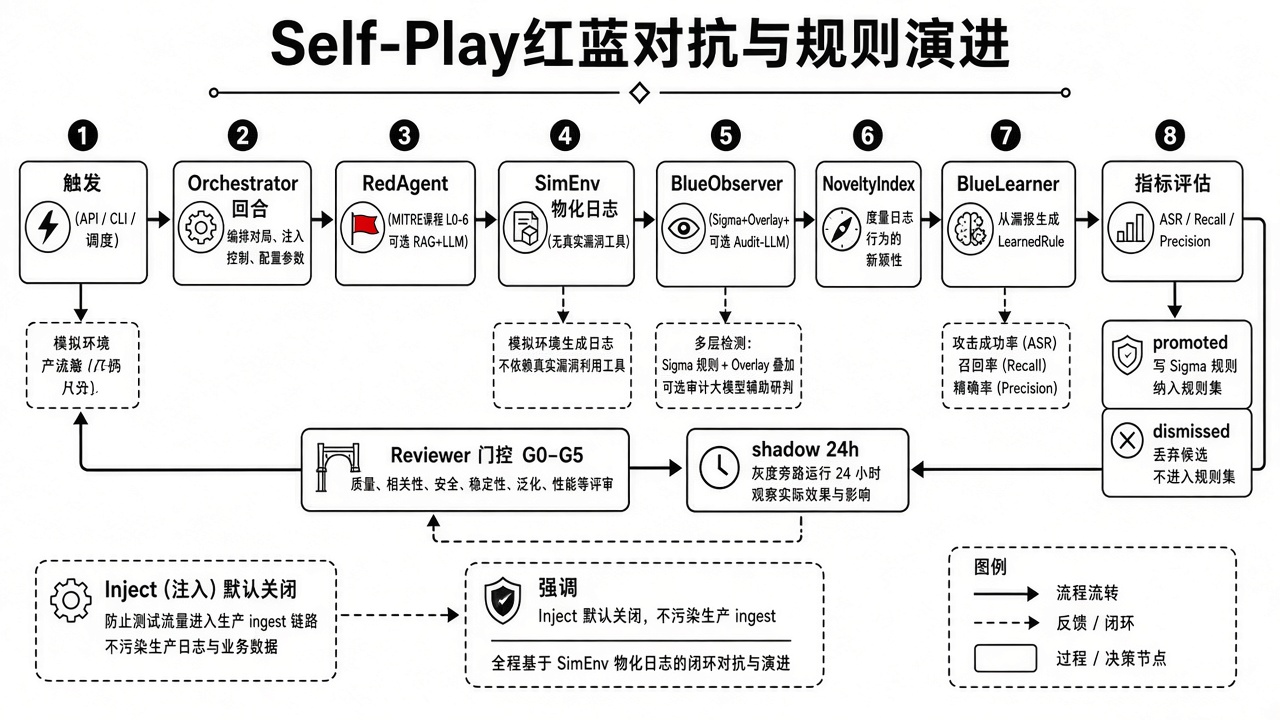 Self-Play红蓝对抗与规则演进
1
触发
(API / CLI /
调度)
2
Orchestrator
回合
编排对局、注入
控制、配置参数
3
RedAgent
(MITRE课程 L0-6
可选 RAG+LLM)
4
SimEnv
物化日志
(无真实漏洞工具)
5
BlueObserver
(Sigma+Overlay+
可选 Audit-LLM)
6
NoveltyIndex
度量日志
行为的
新颖性
7
BlueLearner
从漏报生成
LearnedRule
8
指标评估
ASR / Recall /
Precision
模拟环境
模拟环境生成日志
不依赖真实漏洞利用工具
多层检测:
Sigma 规则 + Overlay 叠加
可选审计大模型辅助研判
攻击成功率 (ASR)
召回率 (Recall)
精确率 (Precision)
promoted
写 Sigma 规则
纳入规则集
dismissed
丢弃候选
不进入规则集
Reviewer 门控 G0–G5
质量、相关性、安全、稳定性、泛化、性能等评审
shadow 24h
灰度旁路运行 24 小时
观察实际效果与影响
Inject (注入) 默认关闭
防止测试流量进入生产 ingest 链路
不污染生产日志与业务数据
强调
Inject 默认关闭，不污染生产 ingest
全程基于 SimEnv 物化日志的闭环对抗与演进
图例
流程流转
反馈 / 闭环
过程 / 决策节点